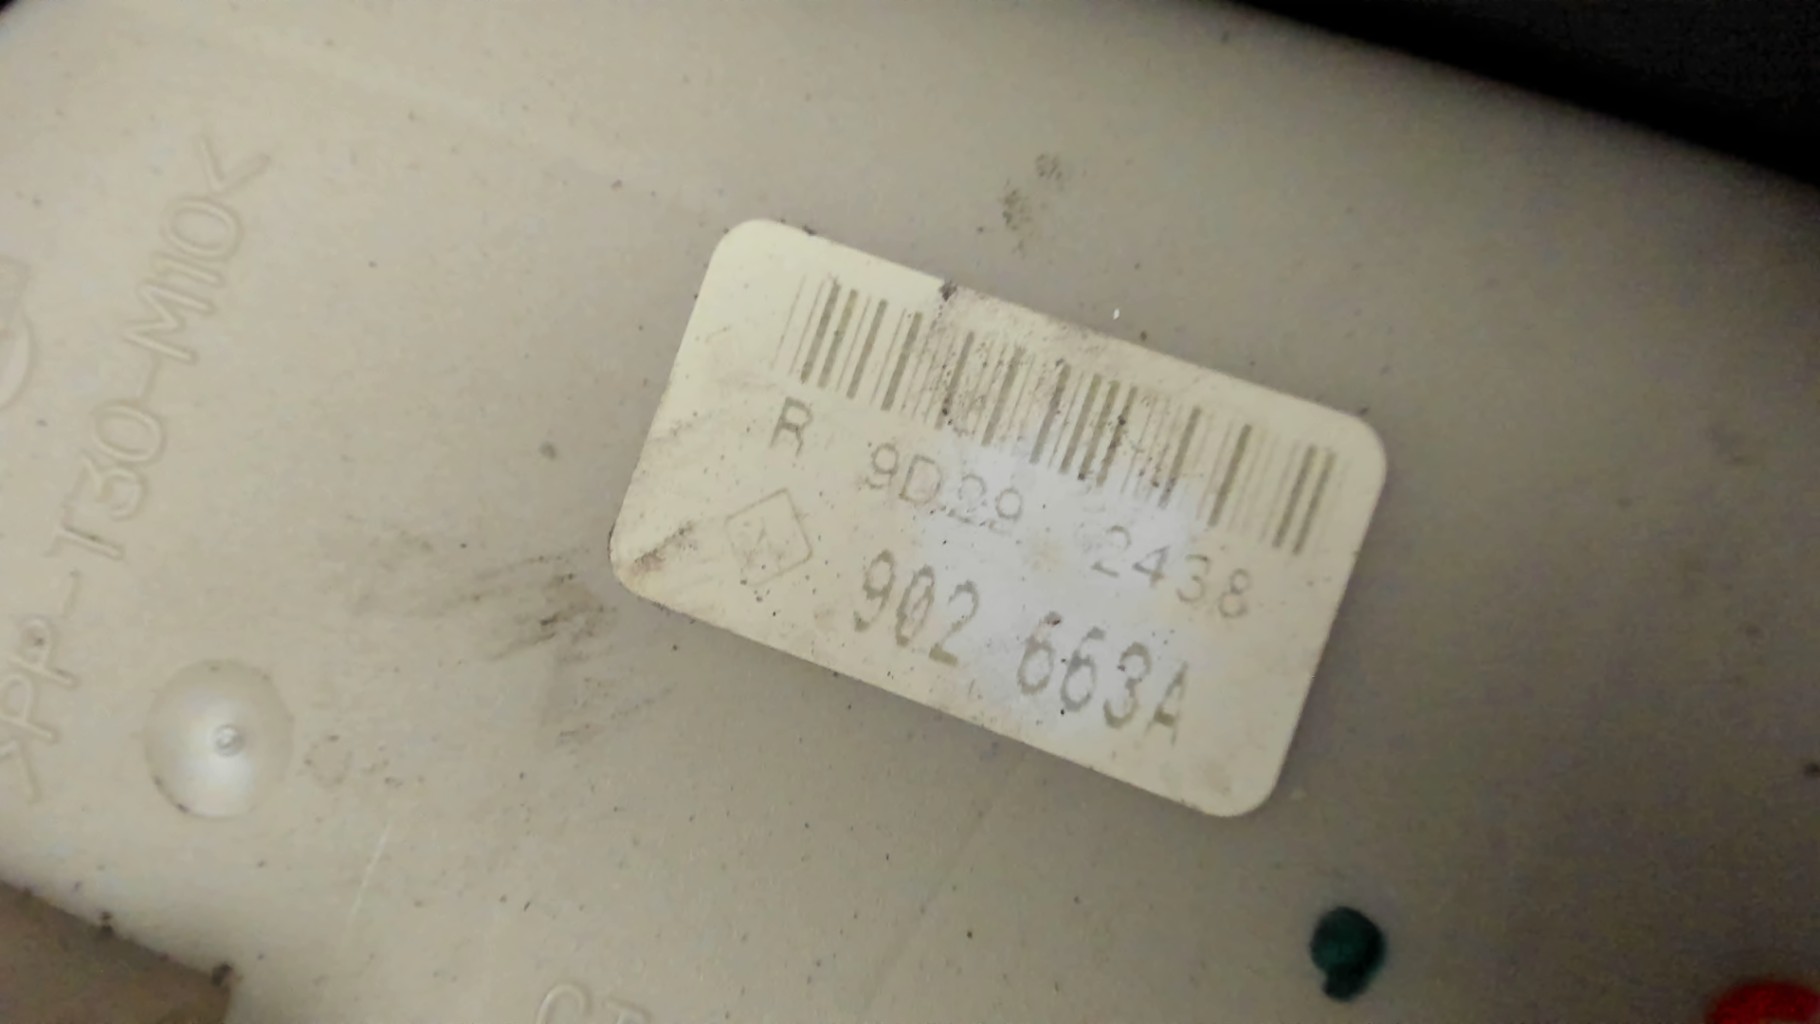 R 9D29 2438
902 663A
>PP-T30-M10<